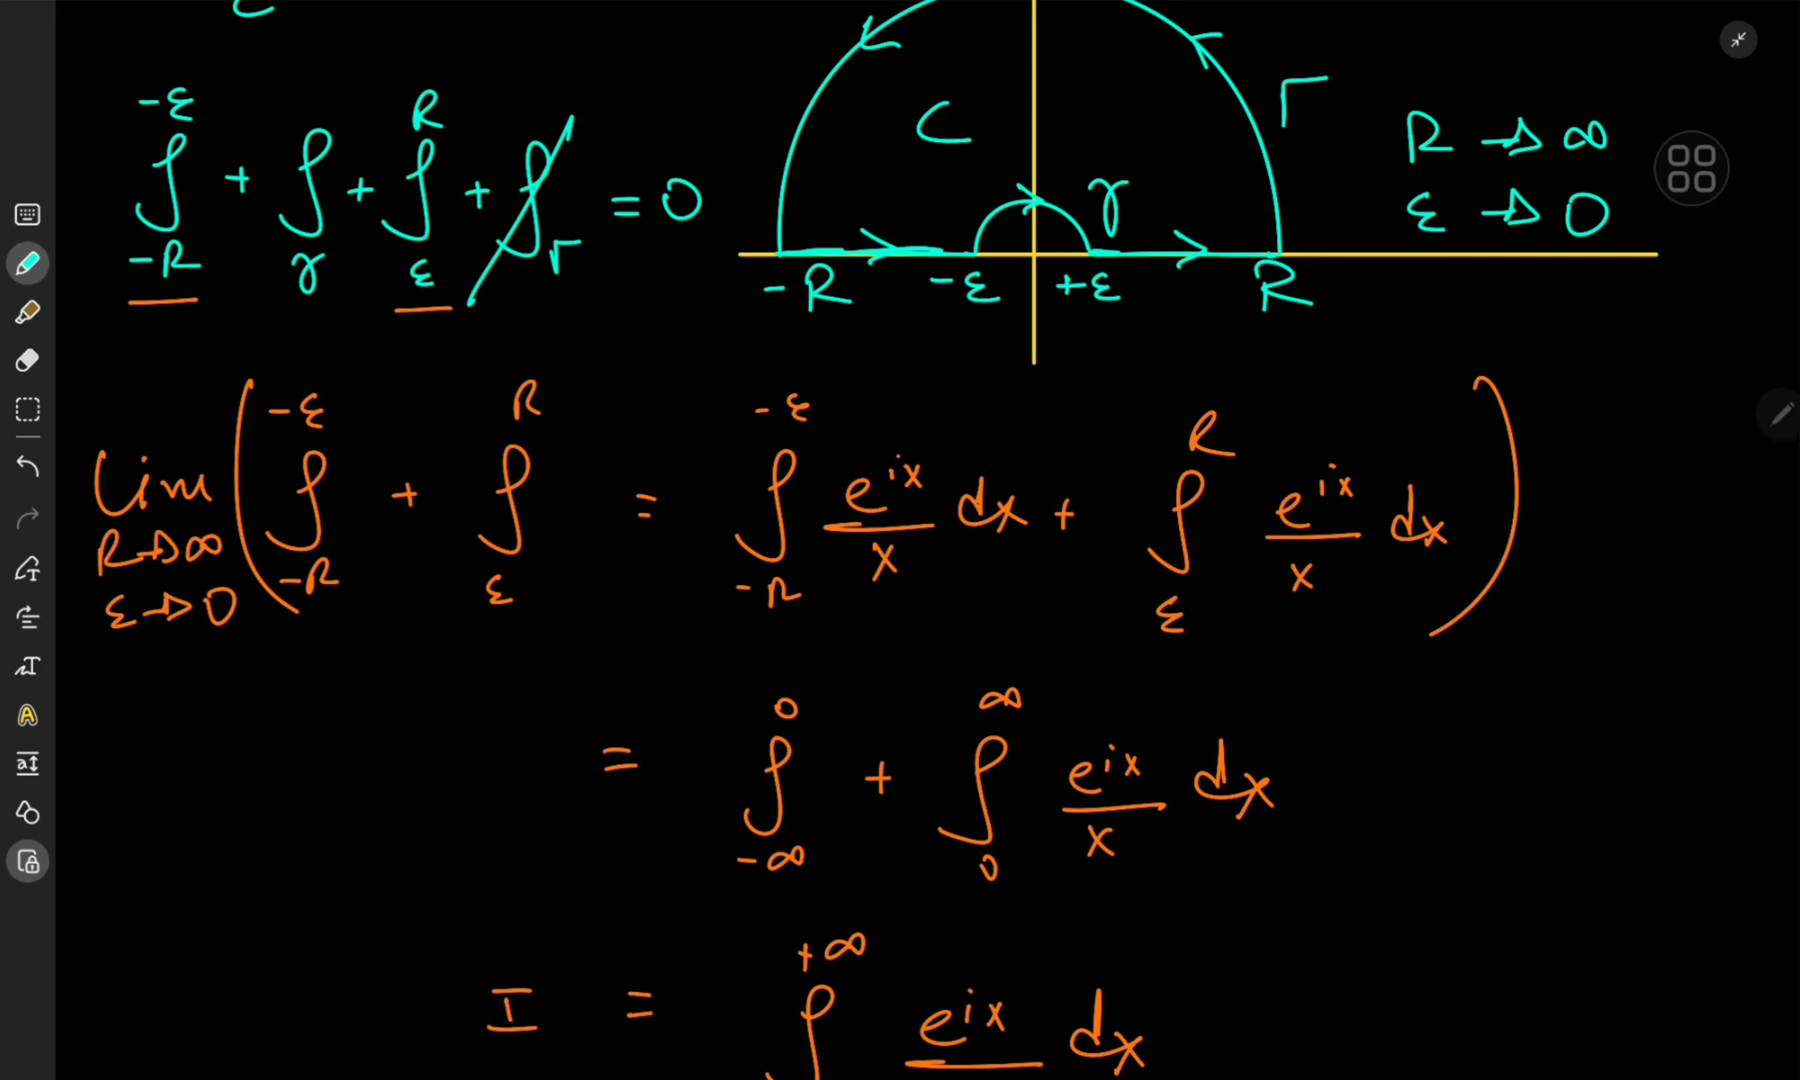 C Γ R → ∞
∫_{-R}^{-ε} + ∫_γ + ∫_ε^R + ∫_Γ = 0 γ ε → 0
-R -ε +ε R
lim_{R→∞, ε→0} ( ∫_{-R}^{-ε} + ∫_ε^R = ∫_{-R}^{-ε} e^{ix}/x dx + ∫_ε^R e^{ix}/x dx )
= ∫_{-∞}^0 + ∫_0^∞ e^{ix}/x dx
I = ∫^{+∞} e^{ix} dx